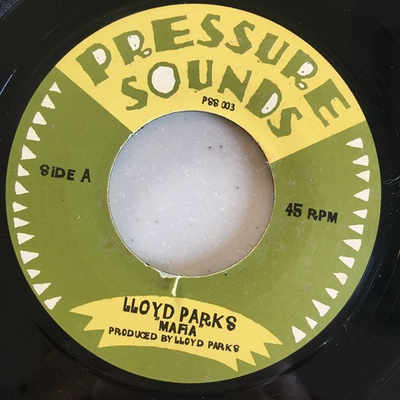 PRESSURE
SOUNDS
PSS 003
SIDE A
45 RPM
LLOYD PARKS
MAFIA
PRODUCED BY LLOYD PARKS